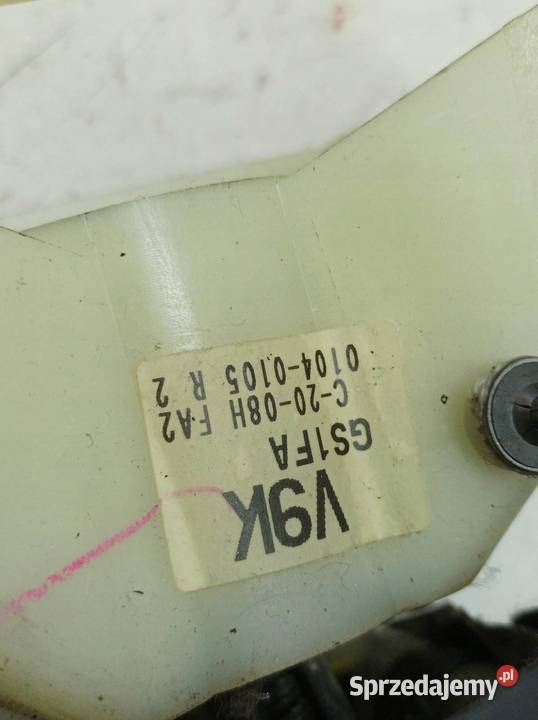 V9K
GS1FA
C-20-08H FA2
0104-0105 R 2
Sprzedajemy.pl